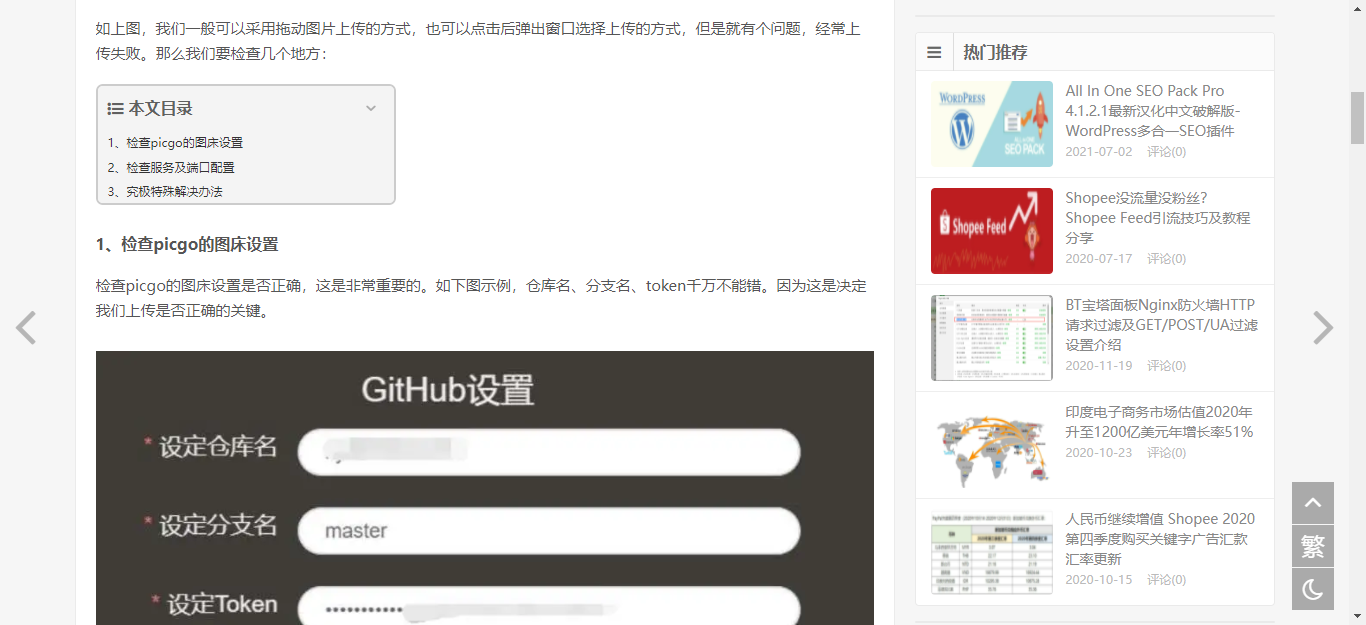 如上图，我们一般可以采用拖动图片上传的方式，也可以点击后弹出窗口选择上传的方式，但是就有个问题，经常上
传失败。那么我们要检查几个地方：
本文目录
1、检查picgo的图床设置
2、检查服务及端口配置
3、究极特殊解决办法
1、检查picgo的图床设置
检查picgo的图床设置是否正确，这是非常重要的。如下图示例，仓库名、分支名、token千万不能错。因为这是决定
我们上传是否正确的关键。
GitHub设置
* 设定仓库名
* 设定分支名
master
* 设定Token
热门推荐
WORDPRESS
ALL IN ONE
SEO PACK
All In One SEO Pack Pro
4.1.2.1最新汉化中文破解版-
WordPress多合一SEO插件
2021-07-02 评论(0)
Shopee Feed
Shopee没流量没粉丝?
Shopee Feed引流技巧及教程
分享
2020-07-17 评论(0)
BT宝塔面板Nginx防火墙HTTP
请求过滤及GET/POST/UA过滤
设置介绍
2020-11-19 评论(0)
印度电子商务市场估值2020年
升至1200亿美元年增长率51%
2020-10-23 评论(0)
人民币继续增值 Shopee 2020
第四季度购买关键字广告汇款
汇率更新
2020-10-15 评论(0)
繁